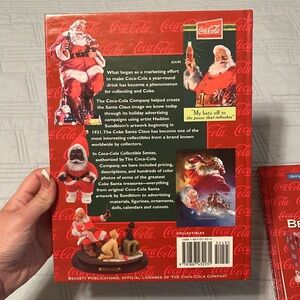 $24.95
Coca-Cola
What began as a marketing effort
to make Coca-Cola a year-round
drink has become a phenomenon
for collecting and Coke.
The Coca-Cola Company helped create
the Santa Claus image we know today
through its holiday advertising
campaigns using artist Haddon
Sundblom's artwork beginning in
1931. The Coke Santa Claus has become one of the
most interesting collectibles from a brand
known worldwide by collectors.
"My hat's off to
the pause that refreshes"
In Coca-Cola Collectible Santas,
authorized by The Coca-Cola
Company, we have included pricing,
descriptions, and hundreds of color
photos of some of the greatest
Coke Santa treasures—everything
from original Coca-Cola Santa
artwork by Sundblom to advertising
materials, figurines, ornaments,
dolls, calendars and cutouts.
COLLECTIBLES
Beckett Publications, Official Licensee of The Coca-Cola Company